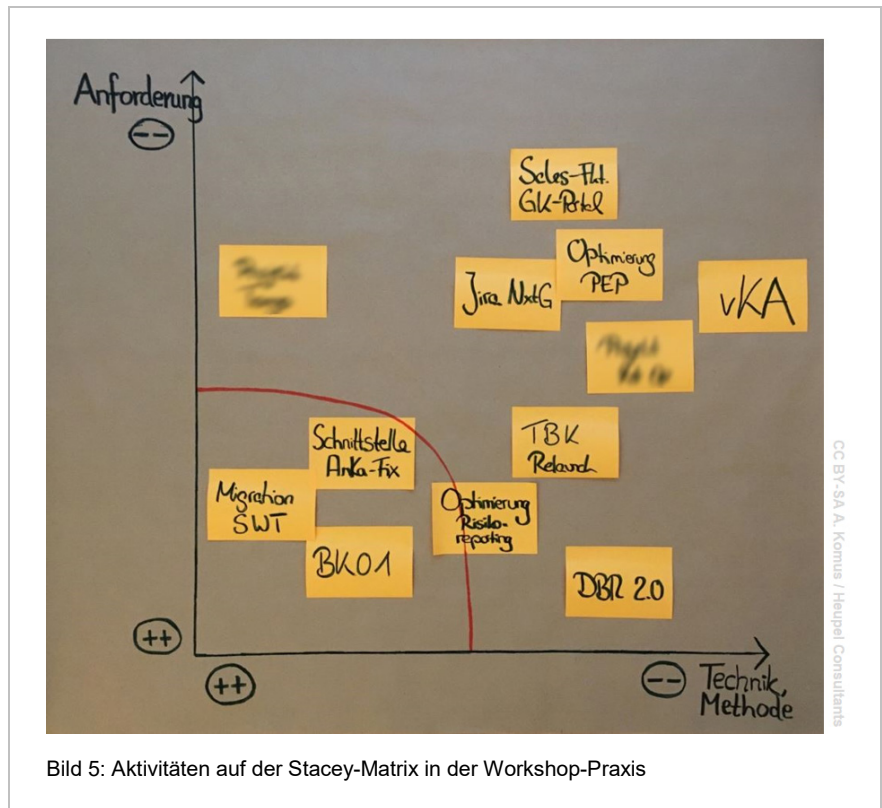 Anforderung
--
Sales-Flt.
GK-Portal
Optimierung
PEP
Jira NxtG
vKA
TBK
Relaunch
Schnittstelle
AnKa-Fix
Migration
SWT
Optimierung
Risiko-
reporting
BK01
DBR 2.0
++
++
--
Technik,
Methode
CC BY-SA A. Komus / Heupel Consultants
Bild 5: Aktivitäten auf der Stacey-Matrix in der Workshop-Praxis